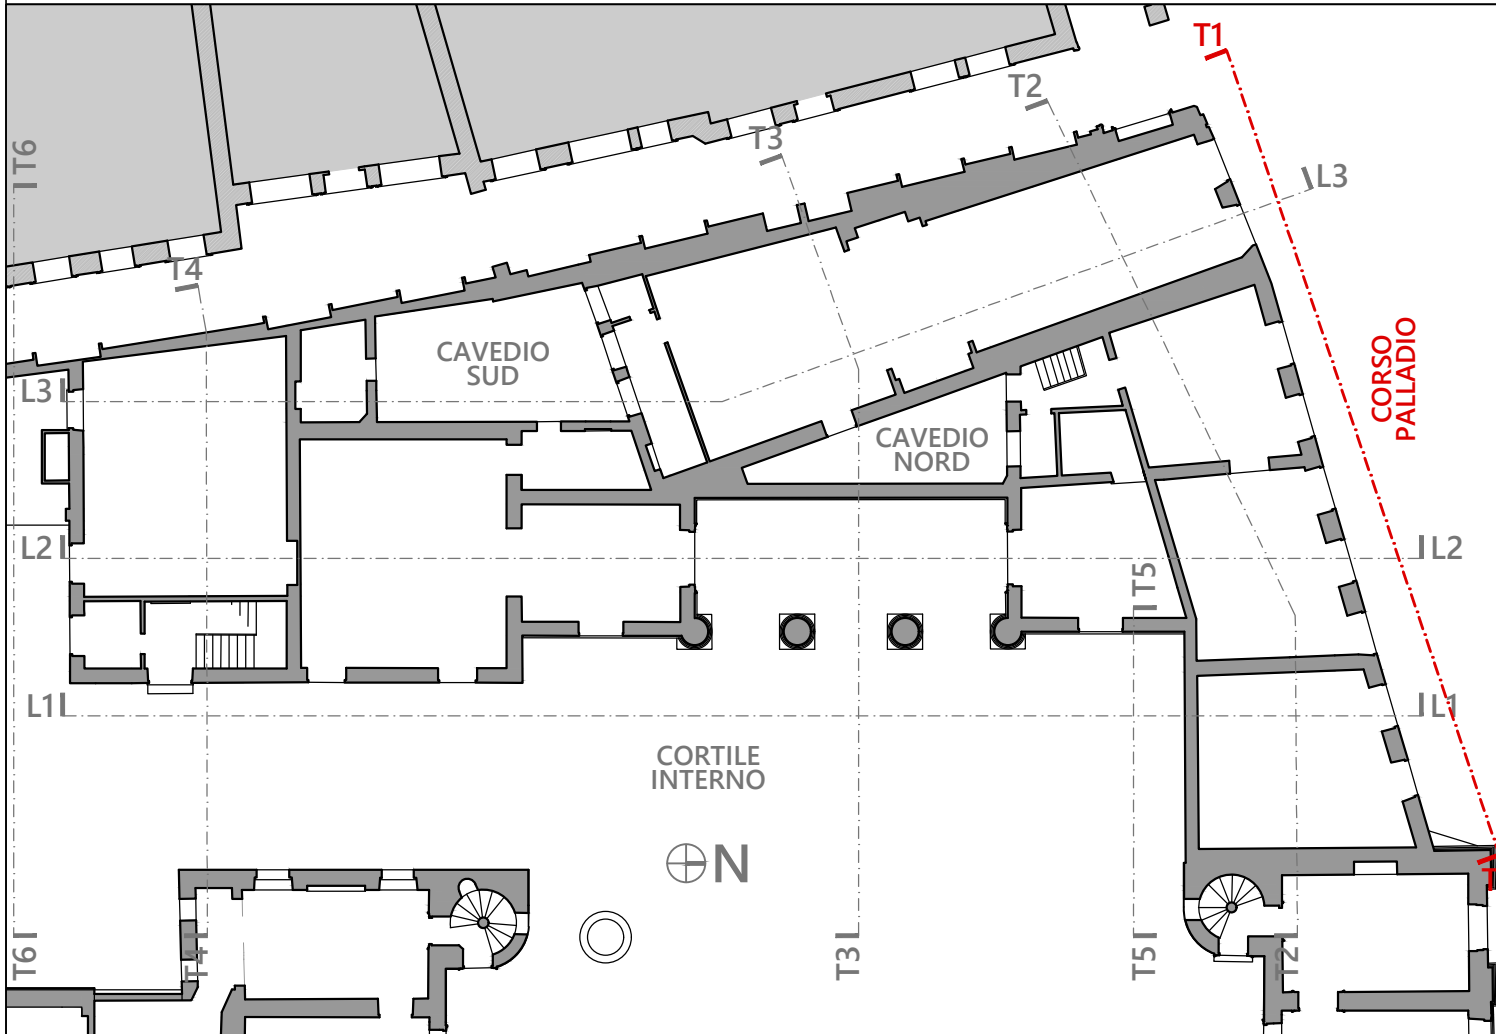 T1
T2
T3
T6
L3
T4
CAVEDIO
SUD
L3
CORSO
PALLADIO
CAVEDIO
NORD
L2
L2
T5
L1
L1
CORTILE
INTERNO
N
T6
T4
T3
T5
T2